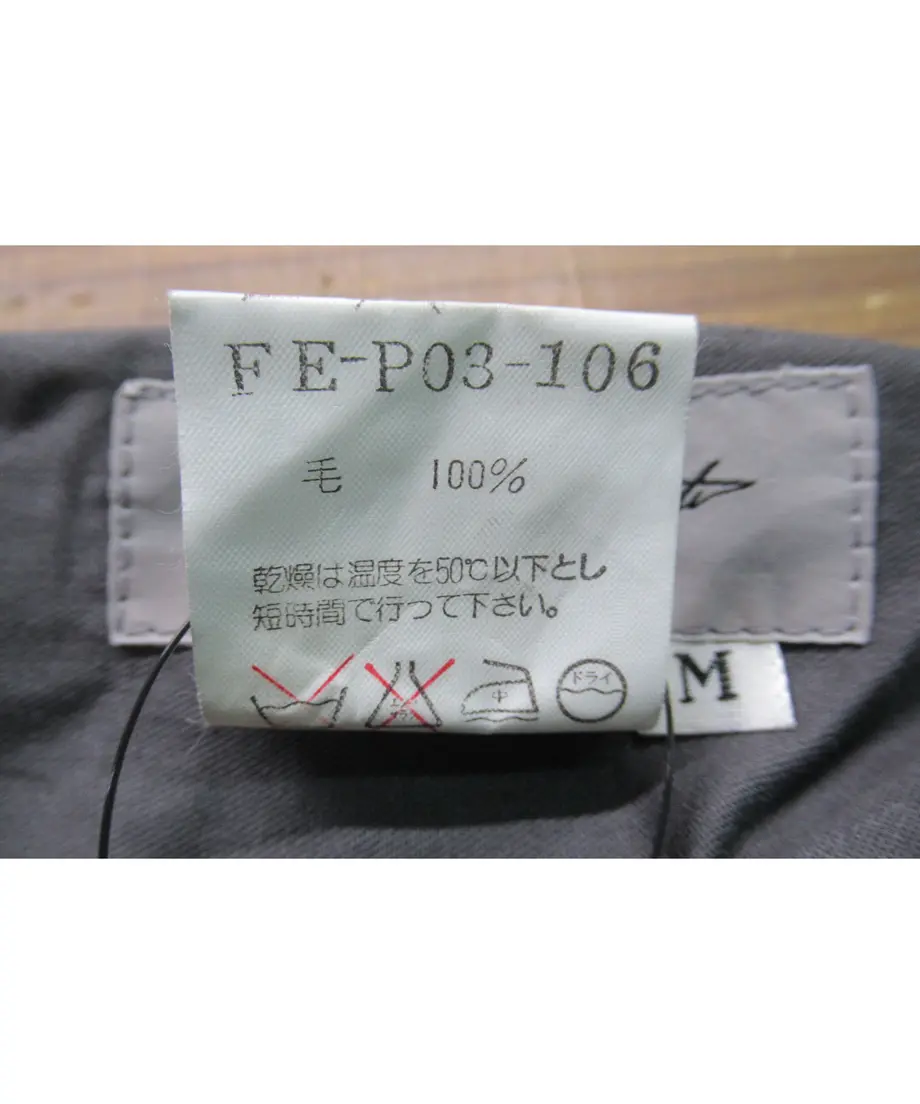 FE-P03-106
毛 100%
乾燥は温度を50℃以下とし
短時間で行って下さい。
中 ドライ
M